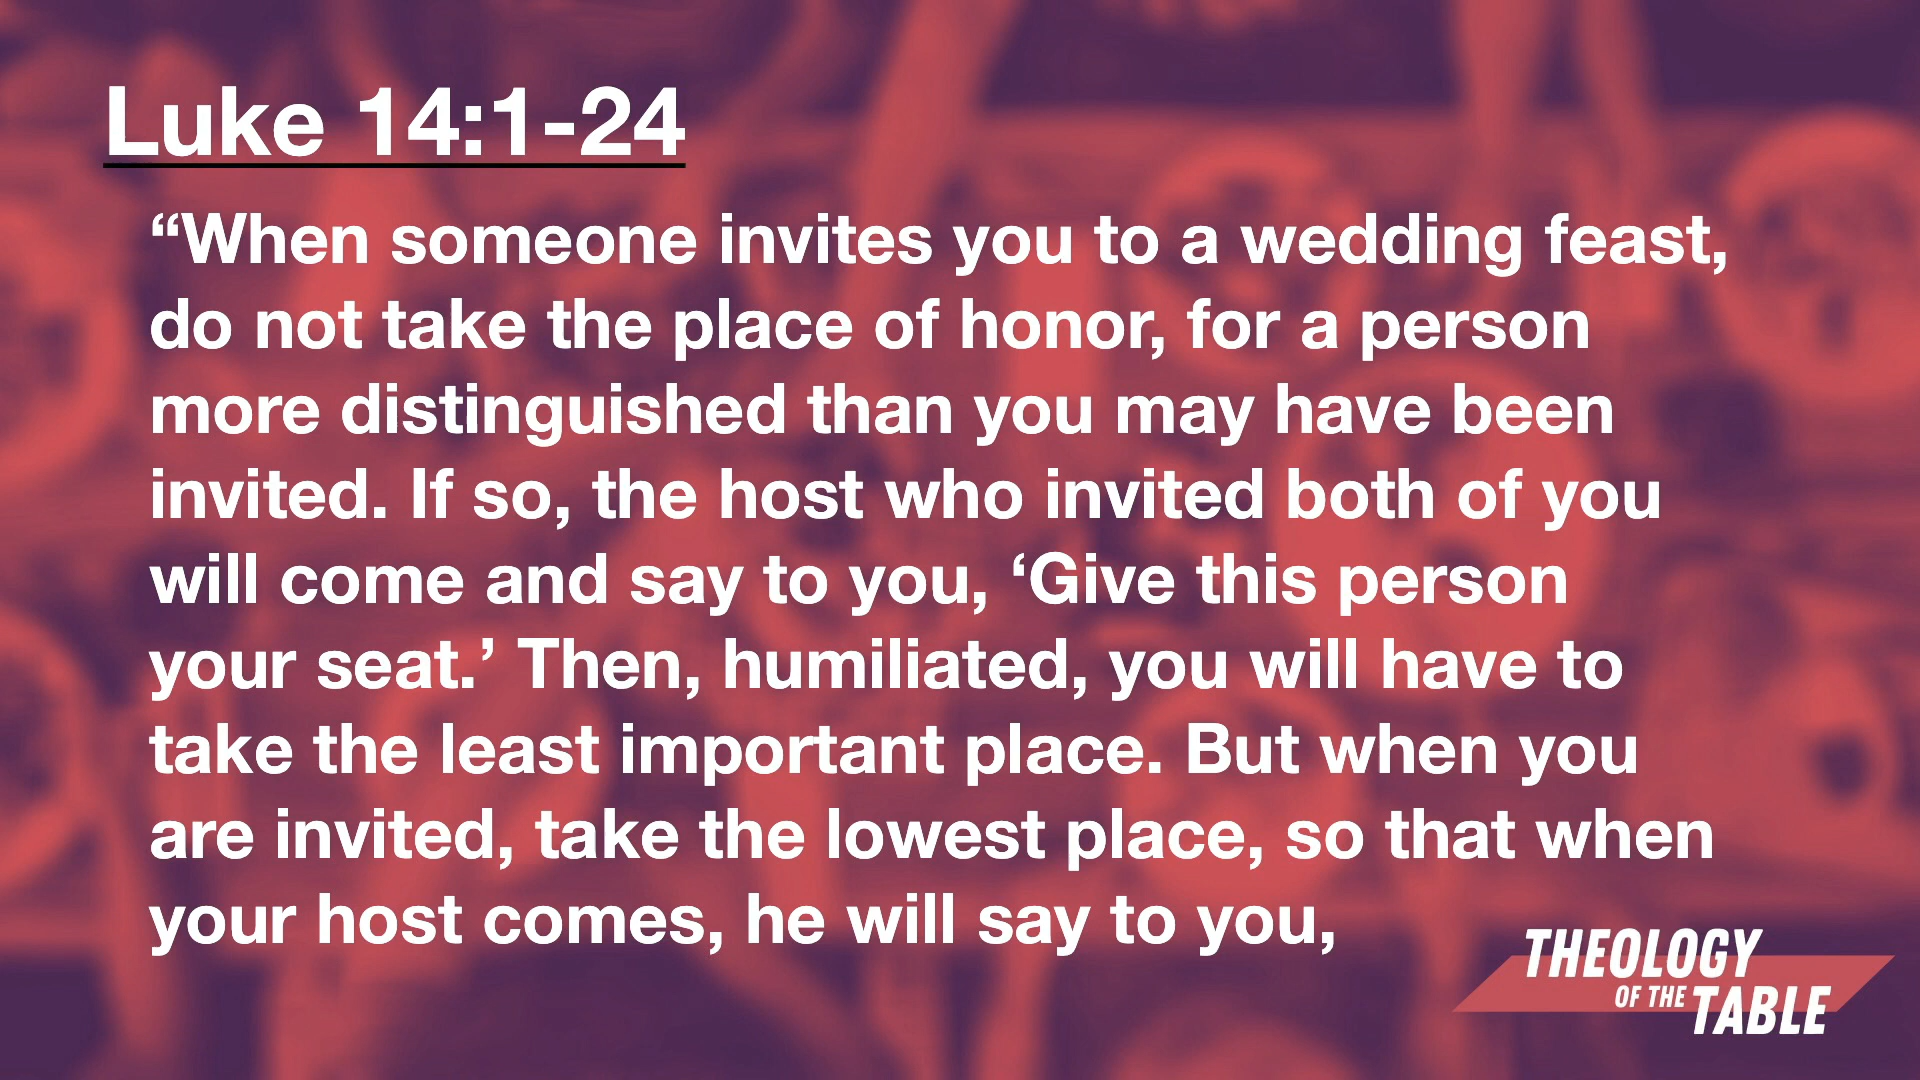 Luke 14:1-24
“When someone invites you to a wedding feast,
do not take the place of honor, for a person
more distinguished than you may have been
invited. If so, the host who invited both of you
will come and say to you, ‘Give this person
your seat.’ Then, humiliated, you will have to
take the least important place. But when you
are invited, take the lowest place, so that when
your host comes, he will say to you,
THEOLOGY
OF THE TABLE